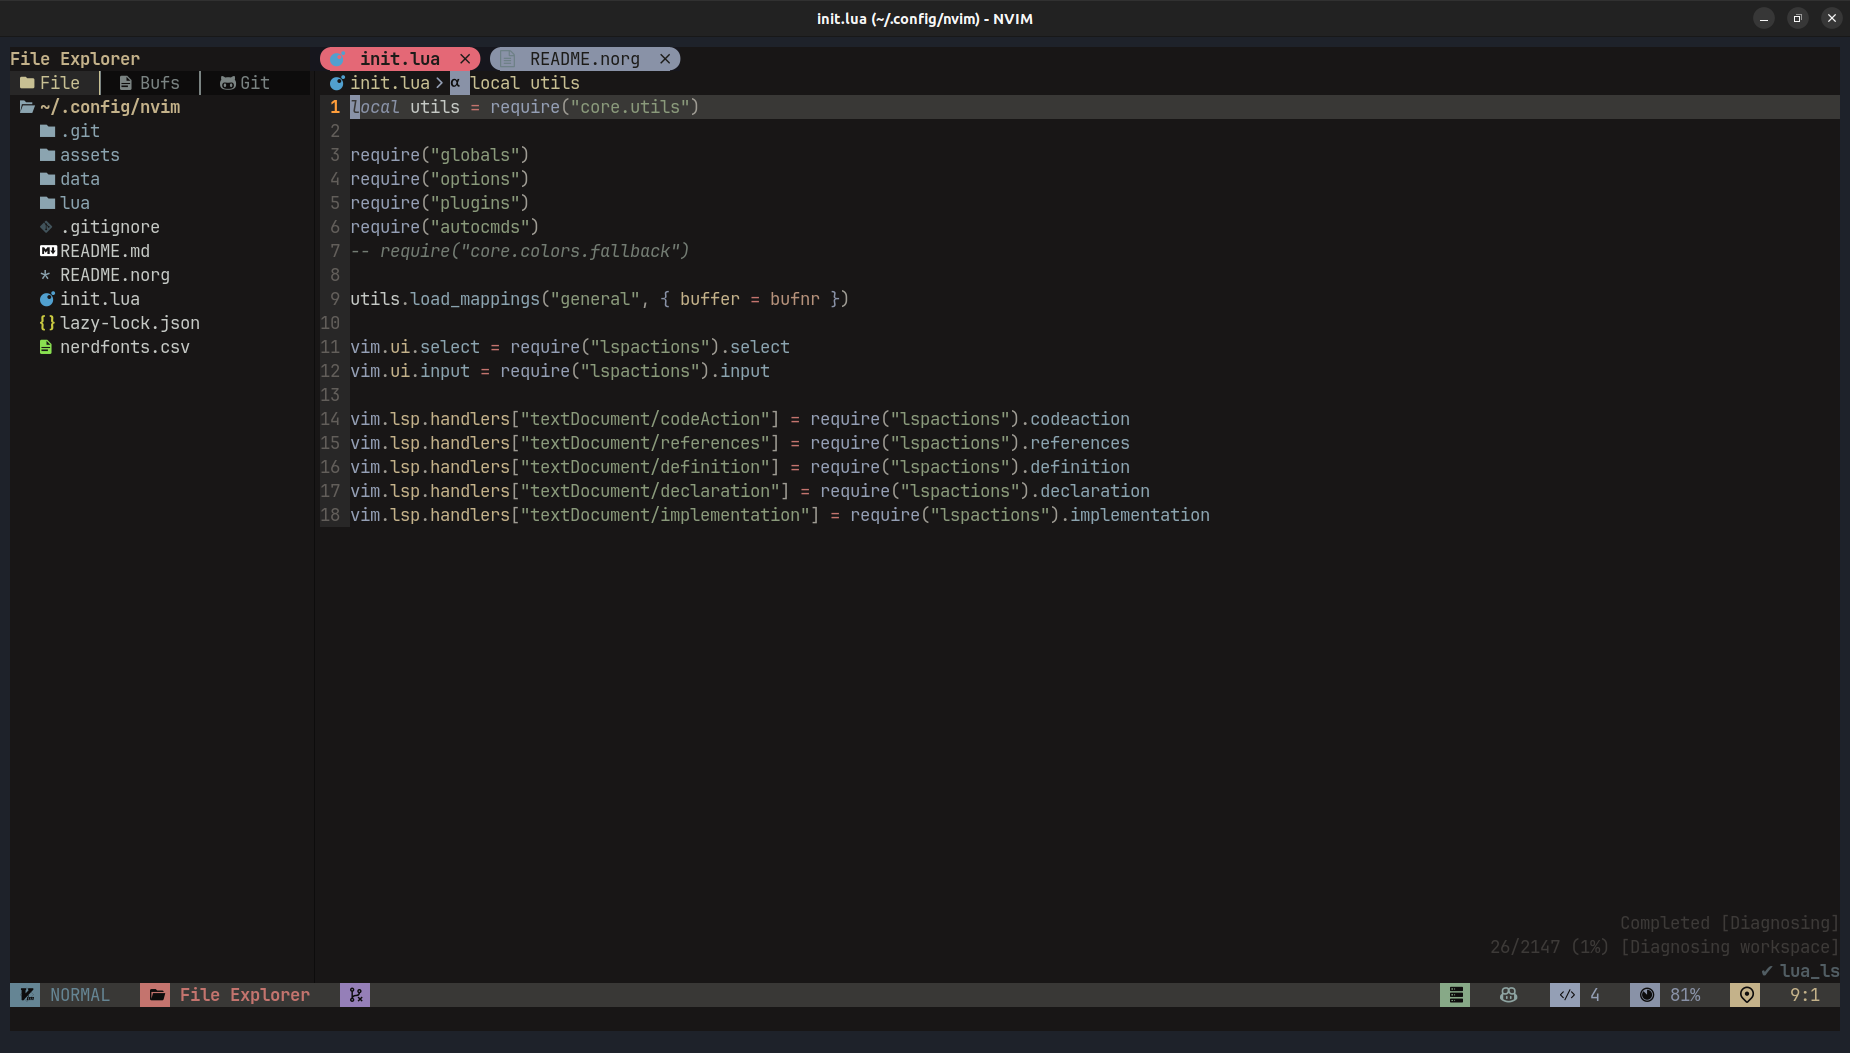 init.lua (~/.config/nvim) - NVIM
File Explorer
File Bufs Git
~/.config/nvim
.git
assets
data
lua
.gitignore
README.md
README.norg
init.lua
lazy-lock.json
nerdfonts.csv
init.lua × README.norg ×
init.lua > α local utils
1 local utils = require("core.utils")
2
3 require("globals")
4 require("options")
5 require("plugins")
6 require("autocmds")
7 -- require("core.colors.fallback")
8
9 utils.load_mappings("general", { buffer = bufnr })
10
11 vim.ui.select = require("lspactions").select
12 vim.ui.input = require("lspactions").input
13
14 vim.lsp.handlers["textDocument/codeAction"] = require("lspactions").codeaction
15 vim.lsp.handlers["textDocument/references"] = require("lspactions").references
16 vim.lsp.handlers["textDocument/definition"] = require("lspactions").definition
17 vim.lsp.handlers["textDocument/declaration"] = require("lspactions").declaration
18 vim.lsp.handlers["textDocument/implementation"] = require("lspactions").implementation
Completed [Diagnosing]
26/2147 (1%) [Diagnosing workspace]
✔ lua_ls
NORMAL File Explorer </> 4 81% 9:1